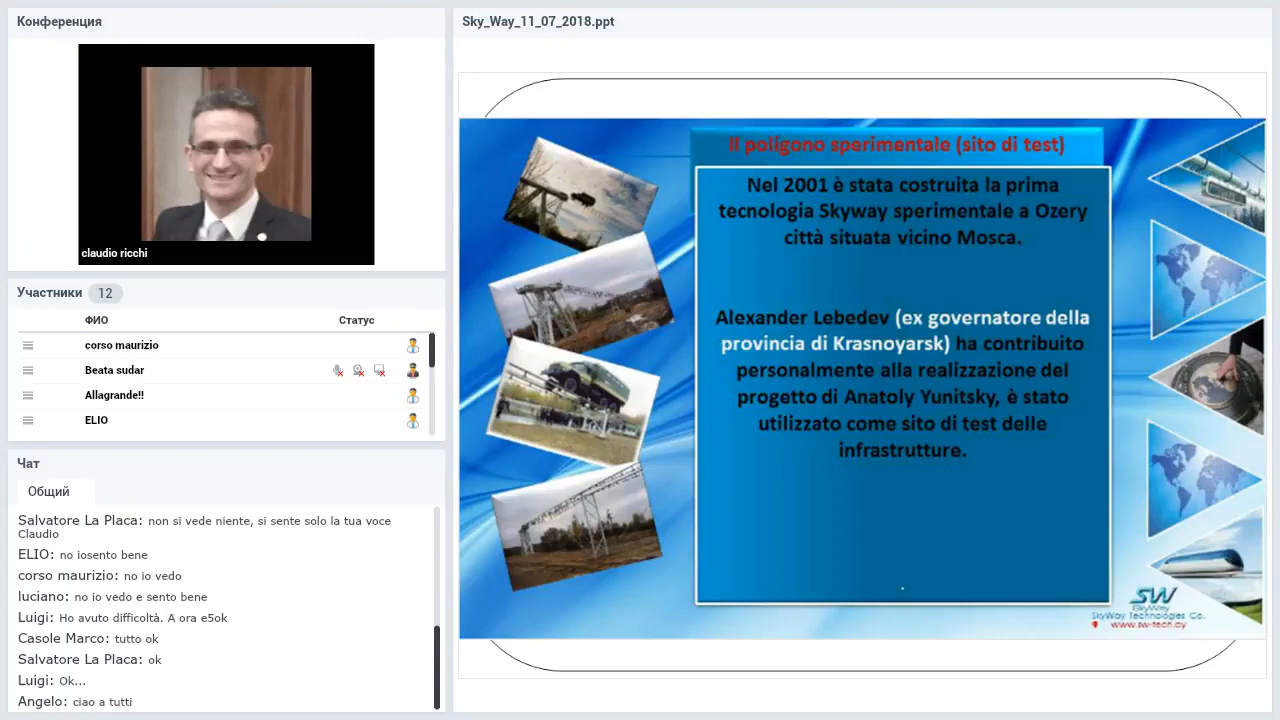 Конференция
claudio ricchi
Участники 12
ФИО Статус
corso maurizio
Beata sudar
Allagrande!!
ELIO
Чат
Общий
Salvatore La Placa: non si vede niente, si sente solo la tua voce
Claudio
ELIO: no iosento bene
corso maurizio: no io vedo
luciano: no io vedo e sento bene
Luigi: Ho avuto difficoltà. A ora e5ok
Casole Marco: tutto ok
Salvatore La Placa: ok
Luigi: Ok...
Angelo: ciao a tutti
Sky_Way_11_07_2018.ppt
Il poligono sperimentale (sito di test)
Nel 2001 è stata costruita la prima
tecnologia Skyway sperimentale a Ozery
città situata vicino Mosca.
Alexander Lebedev (ex governatore della
provincia di Krasnoyarsk) ha contribuito
personalmente alla realizzazione del
progetto di Anatoly Yunitsky, è stato
utilizzato come sito di test delle
infrastrutture.
.
SW
SkyWay
SkyWay Technologies Co.
www.sw-tech.by